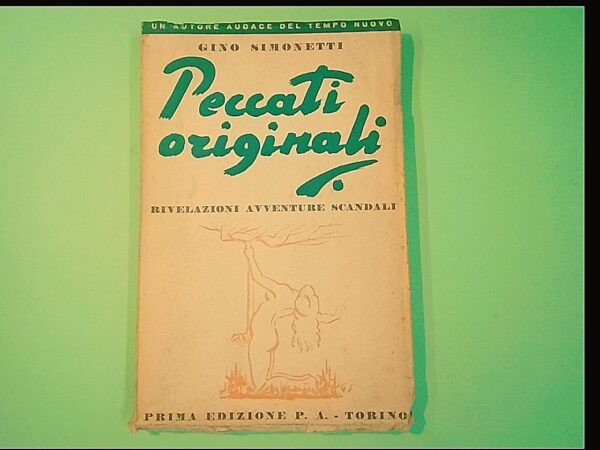 UN AUTORE AUDACE DEL TEMPO NUOVO
GINO SIMONETTI
Peccati
originali
RIVELAZIONI AVVENTURE SCANDALI
PRIMA EDIZIONE P. A. - TORINO